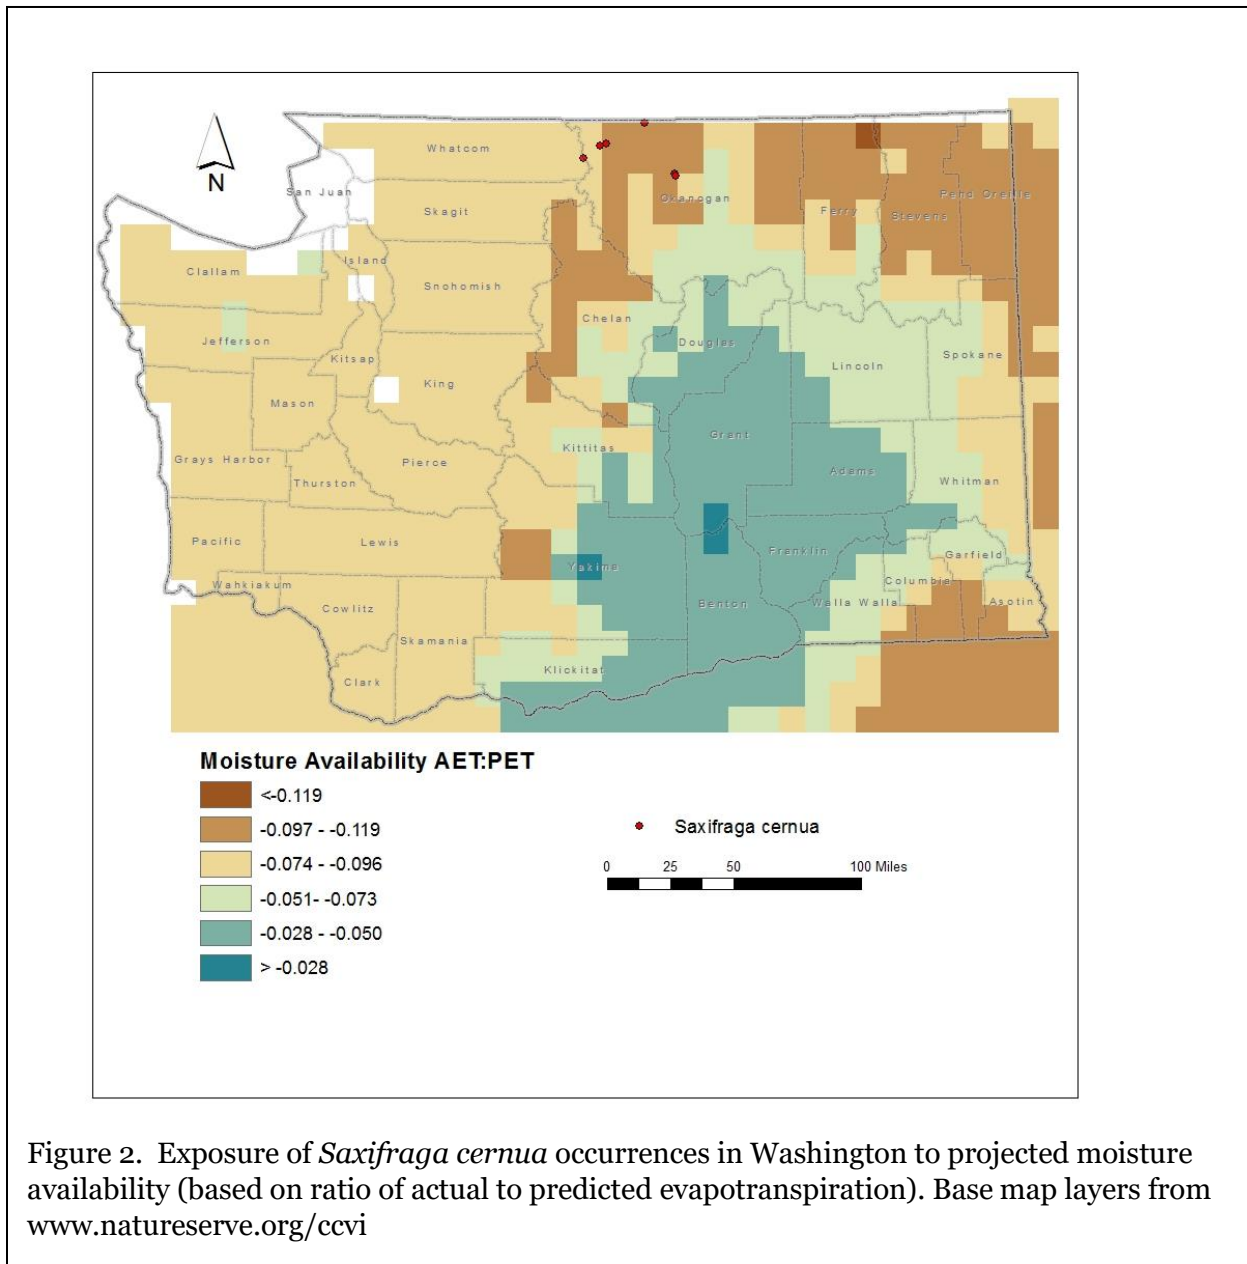 N
Whatcom
San Juan
Skagit
Okanogan
Ferry
Stevens
Pend Oreille
Clallam
Island
Snohomish
Chelan
Jefferson
Kitsap
King
Douglas
Lincoln
Spokane
Mason
Grays Harbor
Thurston
Pierce
Kittitas
Grant
Adams
Whitman
Pacific
Lewis
Yakima
Franklin
Garfield
Wahkiakum
Cowlitz
Columbia
Asotin
Skamania
Benton
Walla Walla
Clark
Klickitat
Moisture Availability AET:PET
<-0.119
-0.097 - -0.119
-0.074 - -0.096
-0.051- -0.073
-0.028 - -0.050
> -0.028
Saxifraga cernua
0 25 50 100 Miles
Figure 2. Exposure of Saxifraga cernua occurrences in Washington to projected moisture
availability (based on ratio of actual to predicted evapotranspiration). Base map layers from
www.natureserve.org/ccvi